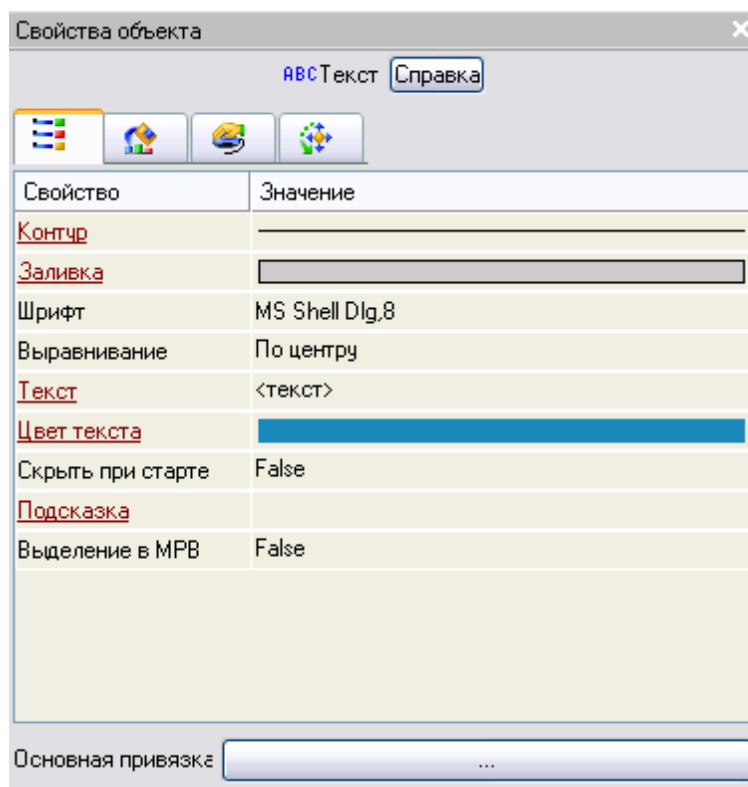 Свойства объекта
ABCТекст Справка
Свойство Значение
Контур
Заливка
Шрифт MS Shell Dlg,8
Выравнивание По центру
Текст <текст>
Цвет текста
Скрыть при старте False
Подсказка
Выделение в МРВ False
Основная привязка ...